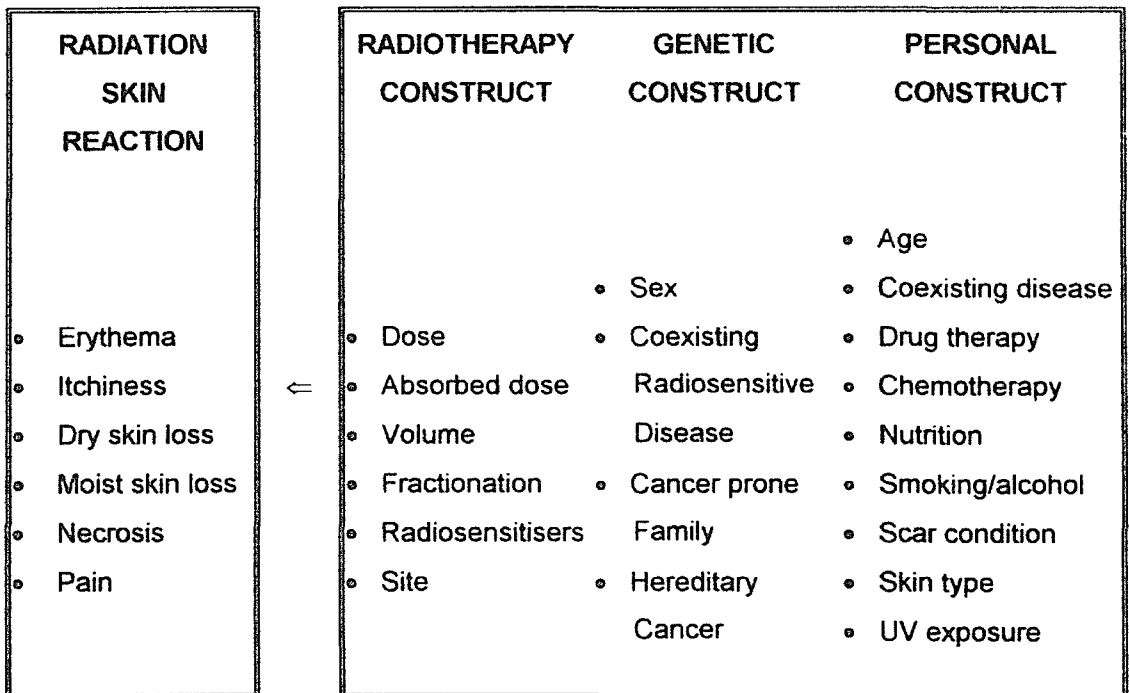 RADIATION
SKIN
REACTION
• Erythema
• Itchiness
• Dry skin loss
• Moist skin loss
• Necrosis
• Pain
⇐
RADIOTHERAPY
CONSTRUCT
• Dose
• Absorbed dose
• Volume
• Fractionation
• Radiosensitisers
• Site
GENETIC
CONSTRUCT
• Sex
• Coexisting
Radiosensitive
Disease
• Cancer prone
Family
• Hereditary
Cancer
PERSONAL
CONSTRUCT
• Age
• Coexisting disease
• Drug therapy
• Chemotherapy
• Nutrition
• Smoking/alcohol
• Scar condition
• Skin type
• UV exposure